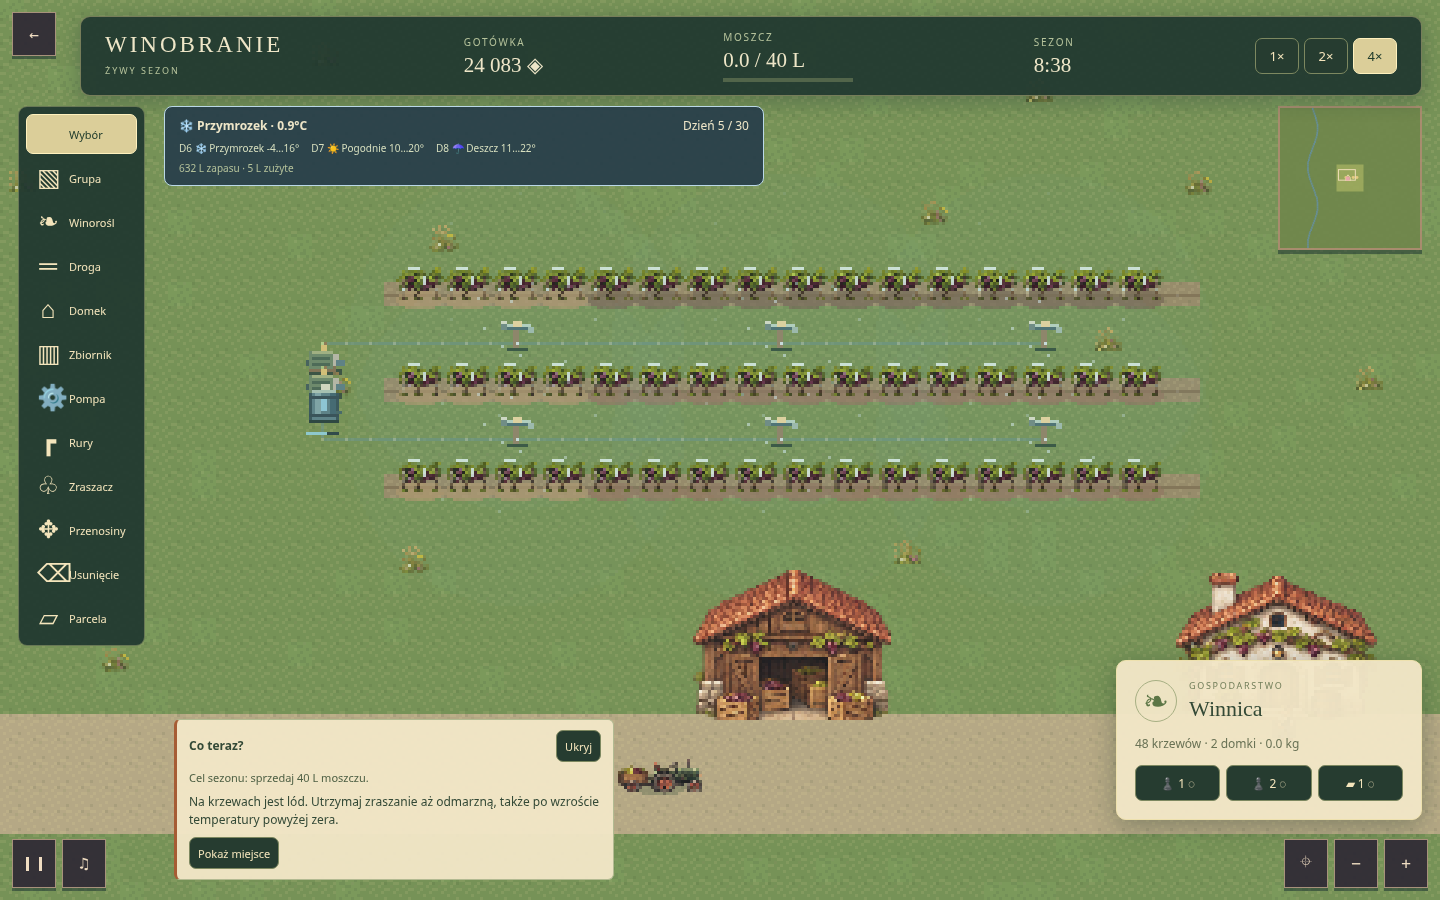 WINOBRANIE
ŻYWY SEZON
GOTÓWKA
24 083 ◈
MOSZCZ
0.0 / 40 L
SEZON
8:38
1×
2×
4×
❄️ Przymrozek · 0.9°C
Dzień 5 / 30
D6 ❄️ Przymrozek -4…16° D7 ☀️ Pogodnie 10…20° D8 ☂️ Deszcz 11…22°
632 L zapasu · 5 L zużyte
Wybór
Grupa
Winorośl
Droga
Domek
Zbiornik
Pompa
Rury
Zraszacz
Przenosiny
Usunięcie
Parcela
Co teraz?
Ukryj
Cel sezonu: sprzedaj 40 L moszczu.
Na krzewach jest lód. Utrzymaj zraszanie aż odmarzną, także po wzroście
temperatury powyżej zera.
Pokaż miejsce
GOSPODARSTWO
Winnica
48 krzewów · 2 domki · 0.0 kg
1 ○
2 ○
1 ○